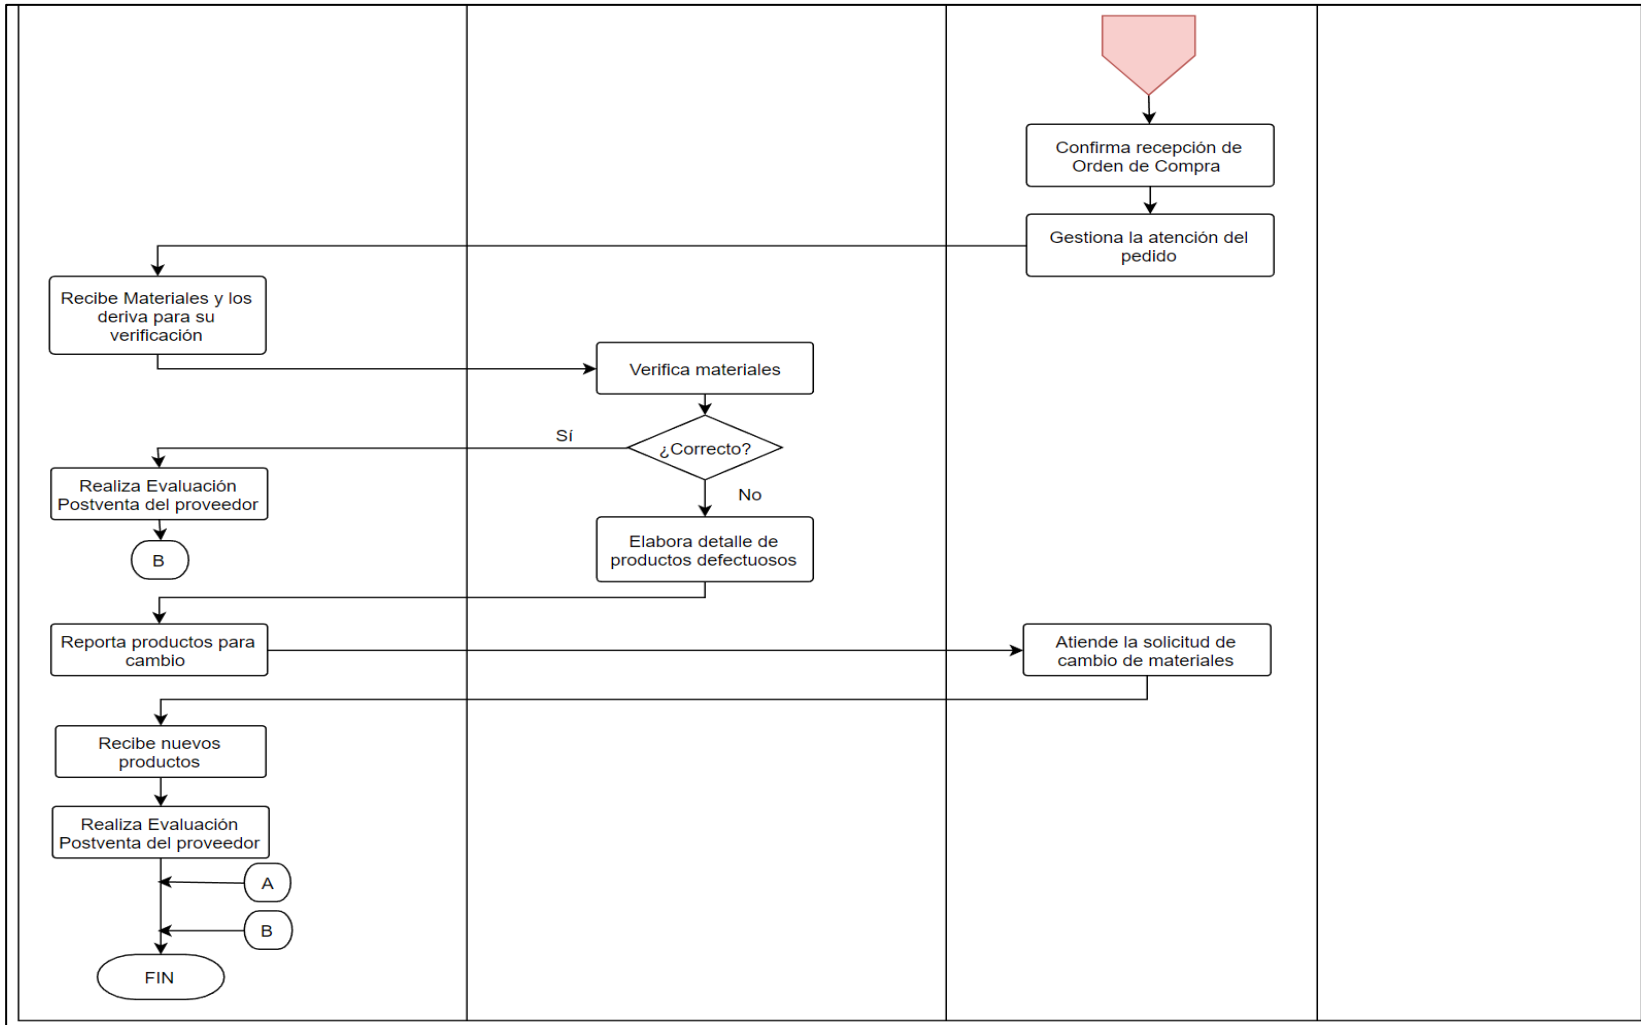 Confirma recepción de
Orden de Compra
Gestiona la atención del
pedido
Recibe Materiales y los
deriva para su
verificación
Verifica materiales
¿Correcto?
Sí
No
Realiza Evaluación
Postventa del proveedor
B
Elabora detalle de
productos defectuosos
Reporta productos para
cambio
Atiende la solicitud de
cambio de materiales
Recibe nuevos
productos
Realiza Evaluación
Postventa del proveedor
A
B
FIN